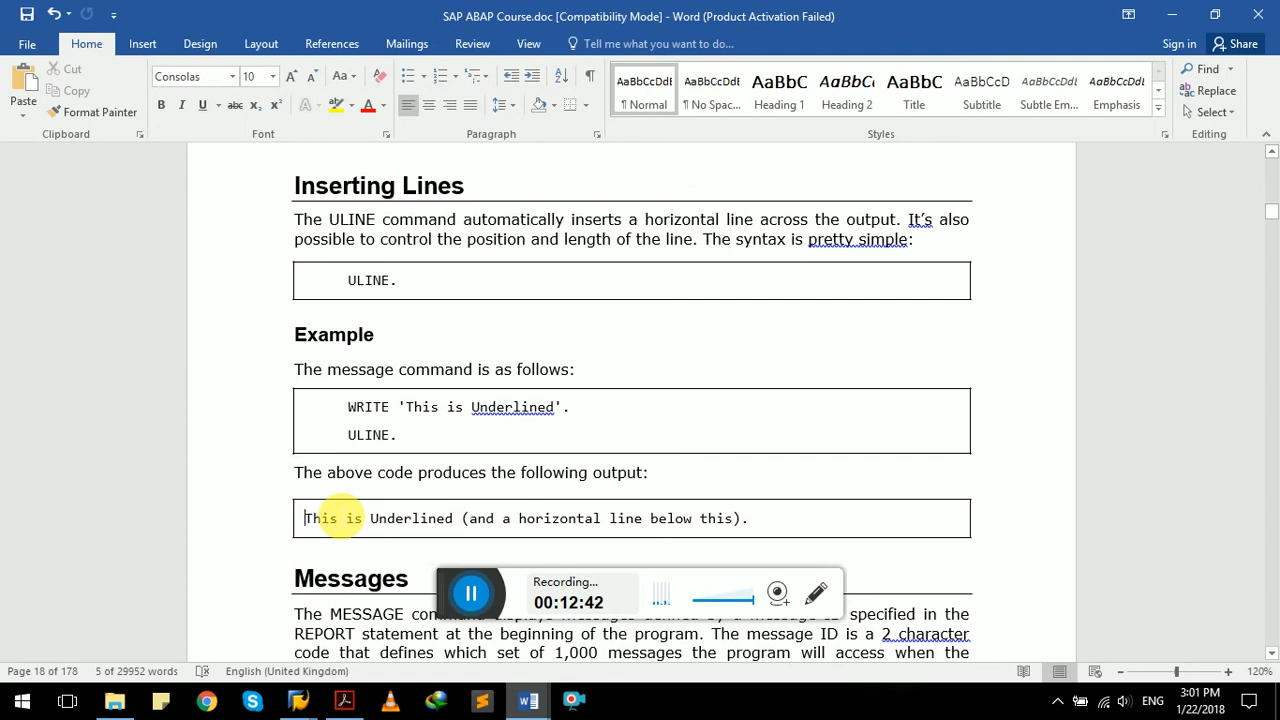 SAP ABAP Course.doc [Compatibility Mode] - Word (Product Activation Failed)
File Home Insert Design Layout References Mailings Review View Tell me what you want to do... Sign in Share
Cut
Copy
Format Painter
Paste
Clipboard
Consolas 10
Font
Paragraph
AaBbCcDdE AaBbCcDdE AaBbC AaBbCc AaBbC AaBbCcD AaBbCcDdE AaBbCcDdE
¶ Normal ¶ No Spac... Heading 1 Heading 2 Title Subtitle Subtle Em... Emphasis
Styles
Find
Replace
Select
Editing
Inserting Lines
The ULINE command automatically inserts a horizontal line across the output. It's also
possible to control the position and length of the line. The syntax is pretty simple:
ULINE.
Example
The message command is as follows:
WRITE 'This is Underlined'.
ULINE.
The above code produces the following output:
This is Underlined (and a horizontal line below this).
Messages
Recording...
00:12:42
The MESSAGE specified in the
REPORT statement at the beginning of the program. The message ID is a 2 character
code that defines which set of 1,000 messages the program will access when the
Page 18 of 178 5 of 29952 words English (United Kingdom) 120%
ENG
3:01 PM
1/22/2018